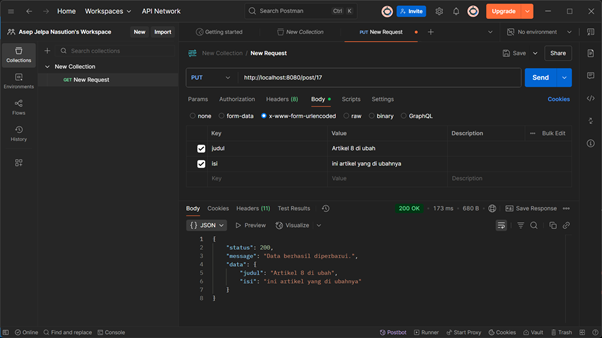 Home Workspaces API Network Search Postman Ctrl K Invite Upgrade
Asep Jelpa Nasution's Workspace New Import Getting started New Collection PUT New Request No environment
Collections
Environments
Flows
History
Search collections
New Collection
GET New Request
New Collection / New Request Save Share
PUT http://localhost:8080/post/17 Send
Params Authorization Headers (8) Body Scripts Settings Cookies
none form-data x-www-form-urlencoded raw binary GraphQL
Key Value Description Bulk Edit
judul Artikel 8 di ubah
isi ini artikel yang di ubahnya
Key Value Description
Body Cookies Headers (11) Test Results 200 OK 173 ms 680 B Save Response
{} JSON Preview Visualize
1 {
2 "status": 200,
3 "message": "Data berhasil diperbarui.",
4 "data": {
5 "judul": "Artikel 8 di ubah",
6 "isi": "ini artikel yang di ubahnya"
7 }
8 }
Online Find and replace Console Postbot Runner Start Proxy Cookies Vault Trash